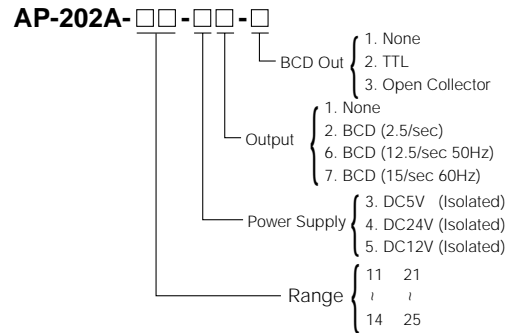 AP-202A-□□-□□-□
BCD Out
1. None
2. TTL
3. Open Collector
Output
1. None
2. BCD (2.5/sec)
6. BCD (12.5/sec 50Hz)
7. BCD (15/sec 60Hz)
Power Supply
3. DC5V (Isolated)
4. DC24V (Isolated)
5. DC12V (Isolated)
Range
11 21
~ ~
14 25